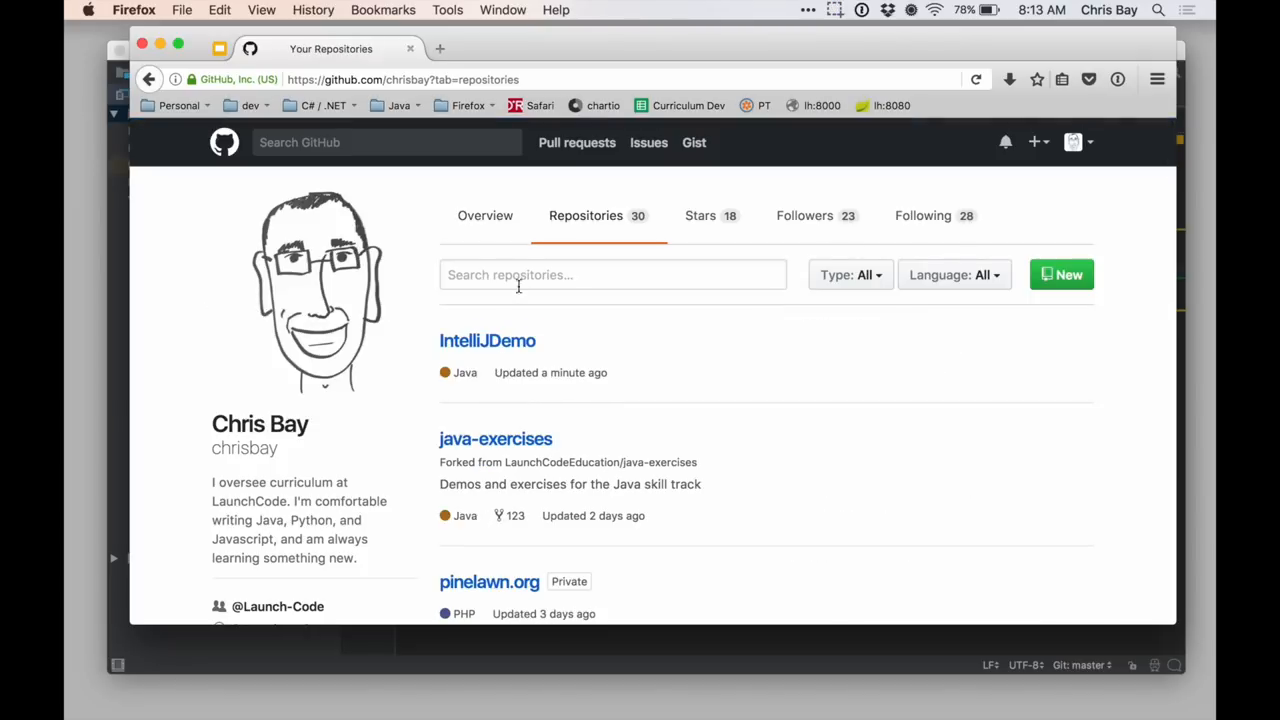 Firefox File Edit View History Bookmarks Tools Window Help 78% 8:13 AM Chris Bay
Your Repositories
GitHub, Inc. (US) https://github.com/chrisbay?tab=repositories
Personal dev C# / .NET Java Firefox Safari chartio Curriculum Dev PT lh:8000 lh:8080
Search GitHub Pull requests Issues Gist
Overview Repositories 30 Stars 18 Followers 23 Following 28
Search repositories... Type: All Language: All New
IntelliJDemo
Java Updated a minute ago
Chris Bay
chrisbay
java-exercises
Forked from LaunchCodeEducation/java-exercises
Demos and exercises for the Java skill track
Java 123 Updated 2 days ago
I oversee curriculum at
LaunchCode. I'm comfortable
writing Java, Python, and
Javascript, and am always
learning something new.
pinelawn.org Private
PHP Updated 3 days ago
@Launch-Code
LF UTF-8 Git: master